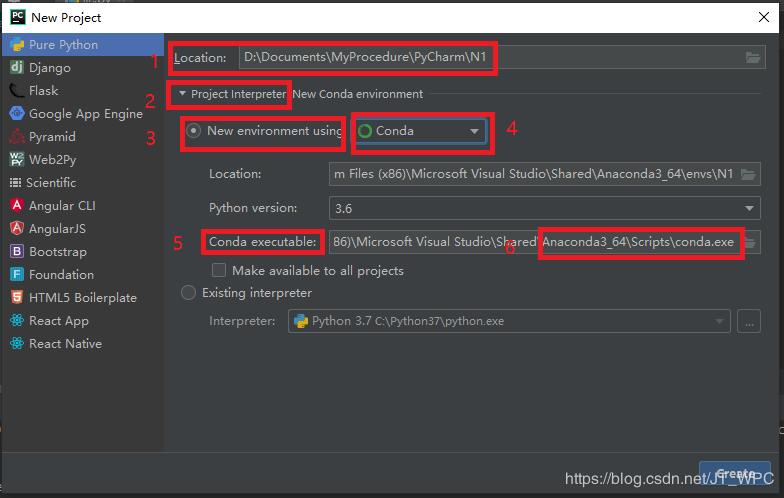 New Project
Pure Python
Django
Flask
Google App Engine
Pyramid
Web2Py
Scientific
Angular CLI
AngularJS
Bootstrap
Foundation
HTML5 Boilerplate
React App
React Native
1 Location: D:\Documents\MyProcedure\PyCharm\N1
2 Project Interpreter: New Conda environment
3 New environment using Conda 4
Location: m Files (x86)\Microsoft Visual Studio\Shared\Anaconda3_64\envs\N1
Python version: 3.6
5 Conda executable: 86)\Microsoft Visual Studio\Shared\Anaconda3_64\Scripts\conda.exe
6
Make available to all projects
Existing interpreter
Interpreter: Python 3.7 C:\Python37\python.exe ...
Create
https://blog.csdn.net/JT_WPC